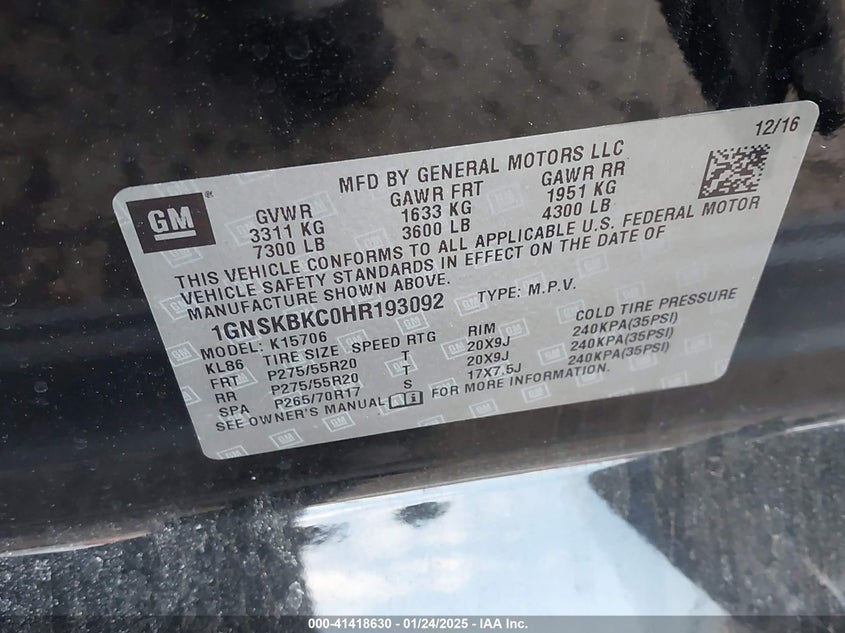 12/16
MFD BY GENERAL MOTORS LLC
GM ®
GVWR GAWR FRT GAWR RR
3311 KG 1633 KG 1951 KG
7300 LB 3600 LB 4300 LB
THIS VEHICLE CONFORMS TO ALL APPLICABLE U.S. FEDERAL MOTOR
VEHICLE SAFETY STANDARDS IN EFFECT ON THE DATE OF
MANUFACTURE SHOWN ABOVE.
1GNSKBKC0HR193092 TYPE: M.P.V.
MODEL: K15706
KL86 TIRE SIZE SPEED RTG RIM COLD TIRE PRESSURE
FRT P275/55R20 T 20X9J 240KPA(35PSI)
RR P275/55R20 T 20X9J 240KPA(35PSI)
SPA P265/70R17 S 17X7.5J 240KPA(35PSI)
SEE OWNER'S MANUAL i FOR MORE INFORMATION.
000-41418630 - 01/24/2025 - IAA Inc.